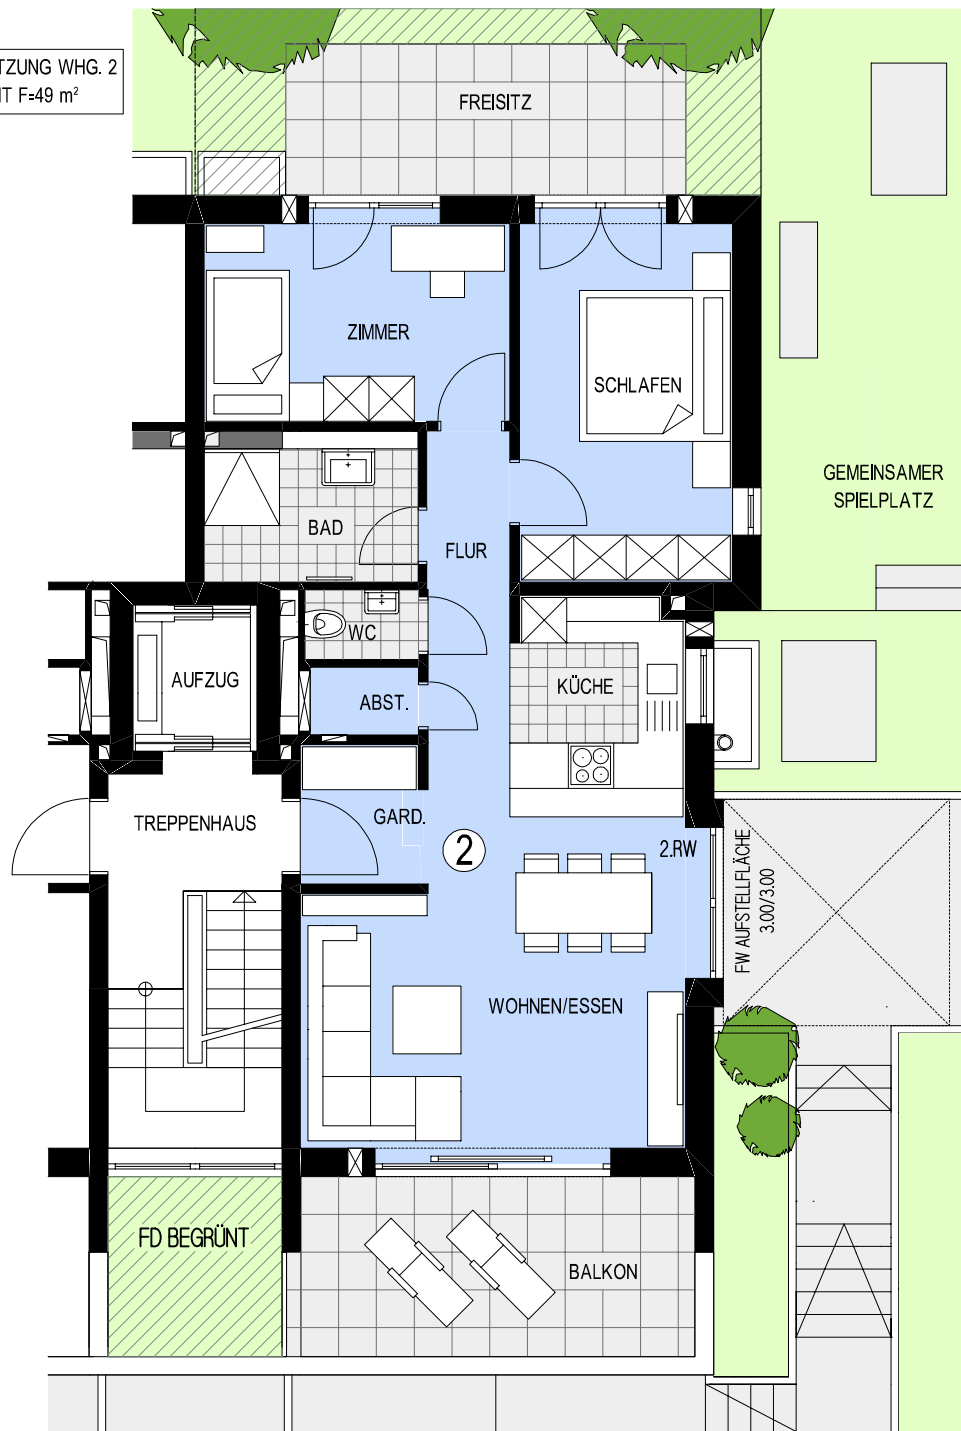 TZUNG WHG. 2
IT F=49 m²
FREISITZ
ZIMMER
SCHLAFEN
GEMEINSAMER
SPIELPLATZ
BAD
FLUR
WC
KÜCHE
AUFZUG
ABST.
TREPPENHAUS
GARD.
2
2.RW
FW AUFSTELLFLÄCHE
3.00/3.00
WOHNEN/ESSEN
FD BEGRÜNT
BALKON